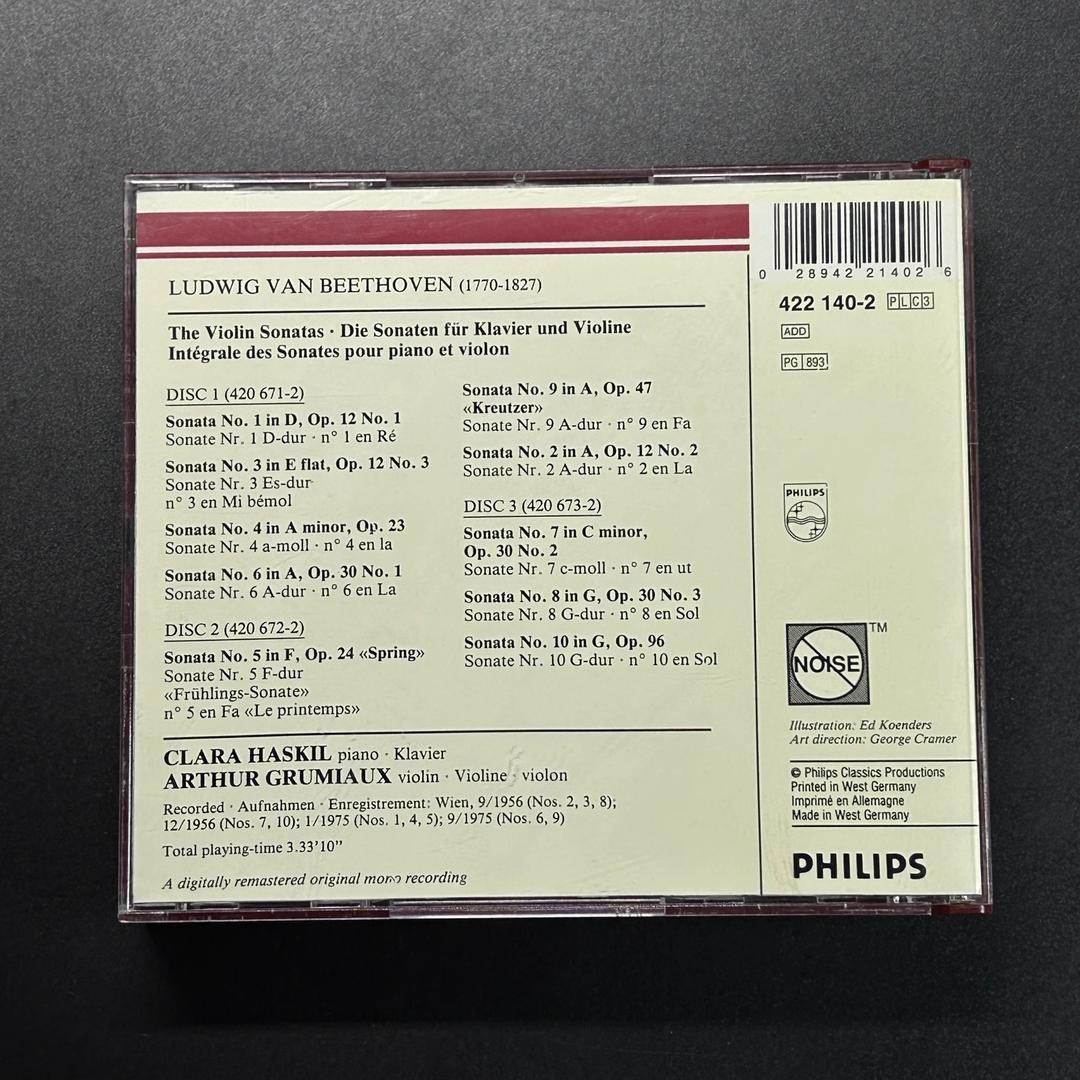 LUDWIG VAN BEETHOVEN (1770-1827)
The Violin Sonatas · Die Sonaten für Klavier und Violine
Intégrale des Sonates pour piano et violon
DISC 1 (420 671-2)
Sonata No. 1 in D, Op. 12 No. 1
Sonate Nr. 1 D-dur · n° 1 en Ré
Sonata No. 3 in E flat, Op. 12 No. 3
Sonate Nr. 3 Es-dur
n° 3 en Mi bémol
Sonata No. 4 in A minor, Op. 23
Sonate Nr. 4 a-moll · n° 4 en la
Sonata No. 6 in A, Op. 30 No. 1
Sonate Nr. 6 A-dur · n° 6 en La
DISC 2 (420 672-2)
Sonata No. 5 in F, Op. 24 «Spring»
Sonate Nr. 5 F-dur
«Frühlings-Sonate»
n° 5 en Fa «Le printemps»
Sonata No. 9 in A, Op. 47
«Kreutzer»
Sonate Nr. 9 A-dur · n° 9 en Fa
Sonata No. 2 in A, Op. 12 No. 2
Sonate Nr. 2 A-dur · n° 2 en La
DISC 3 (420 673-2)
Sonata No. 7 in C minor,
Op. 30 No. 2
Sonate Nr. 7 c-moll · n° 7 en ut
Sonata No. 8 in G, Op. 30 No. 3
Sonate Nr. 8 G-dur · n° 8 en Sol
Sonata No. 10 in G, Op. 96
Sonate Nr. 10 G-dur · n° 10 en Sol
CLARA HASKIL piano · Klavier
ARTHUR GRUMIAUX violin · Violine · violon
Recorded · Aufnahmen · Enregistrement: Wien, 9/1956 (Nos. 2, 3, 8);
12/1956 (Nos. 7, 10); 1/1975 (Nos. 1, 4, 5); 9/1975 (Nos. 6, 9)
Total playing-time 3.33'10"
A digitally remastered original mono recording
0 28942 21402 6
422 140-2 PLC3
ADD
PG 893
PHILIPS
NOISE TM
Illustration: Ed Koenders
Art direction: George Cramer
© Philips Classics Productions
Printed in West Germany
Imprimé en Allemagne
Made in West Germany
PHILIPS